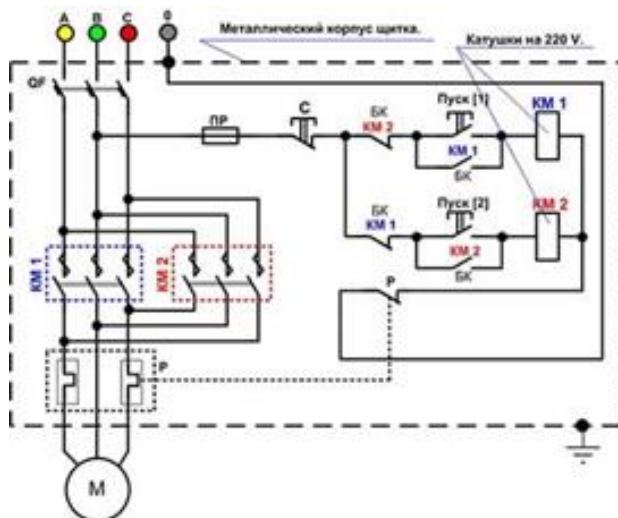 A B C 0
Металлический корпус щитка.
Катушки на 220 V.
QF
ПР
С
БК
КМ 2
Пуск [1]
КМ 1
КМ 1
БК
БК
КМ 1
Пуск [2]
КМ 2
КМ 2
БК
КМ 1
КМ 2
Р
Р
М